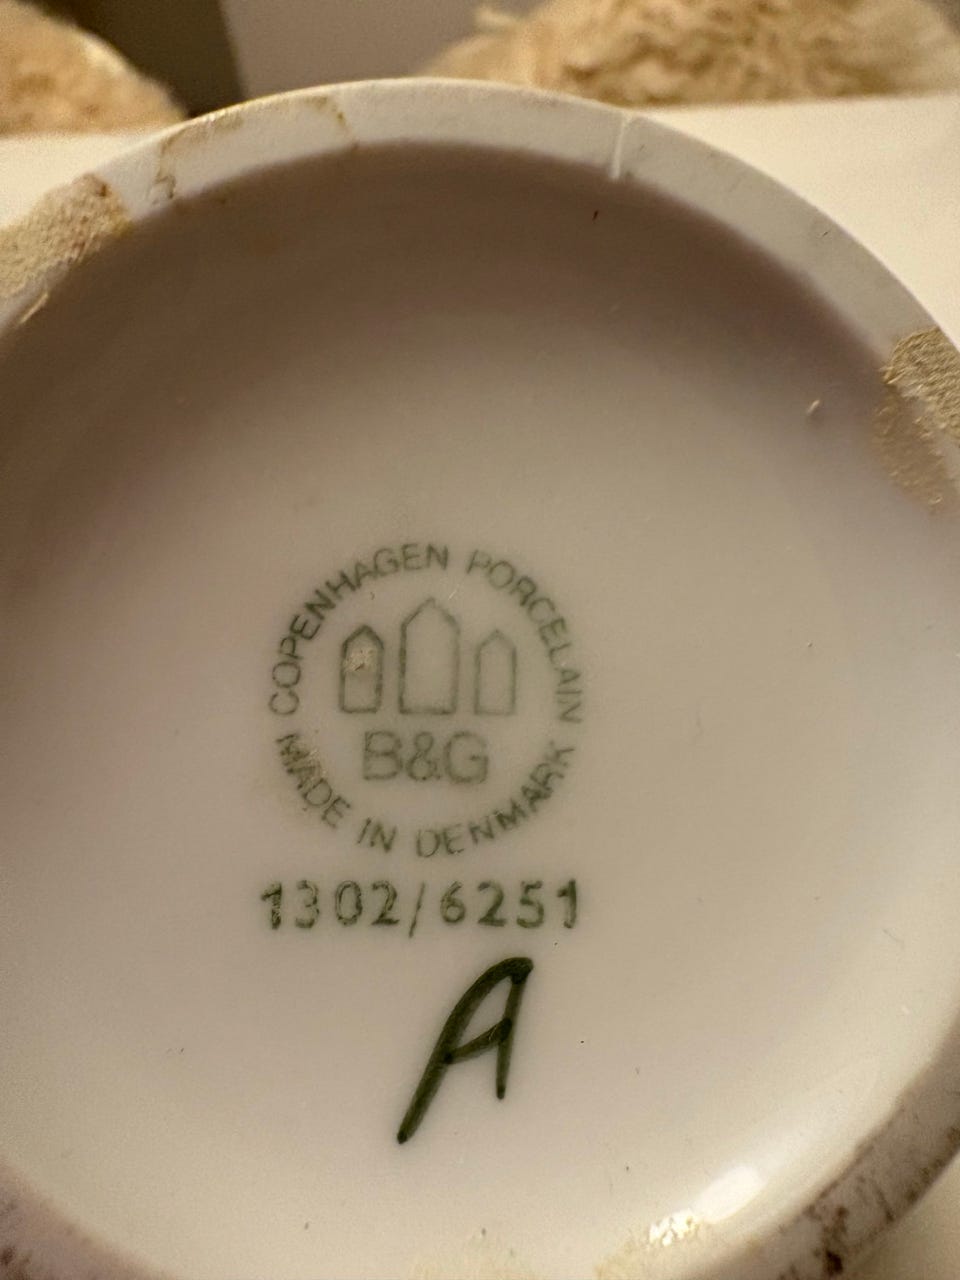 COPENHAGEN PORCELAIN
B&G
MADE IN DENMARK
1302/6251
A